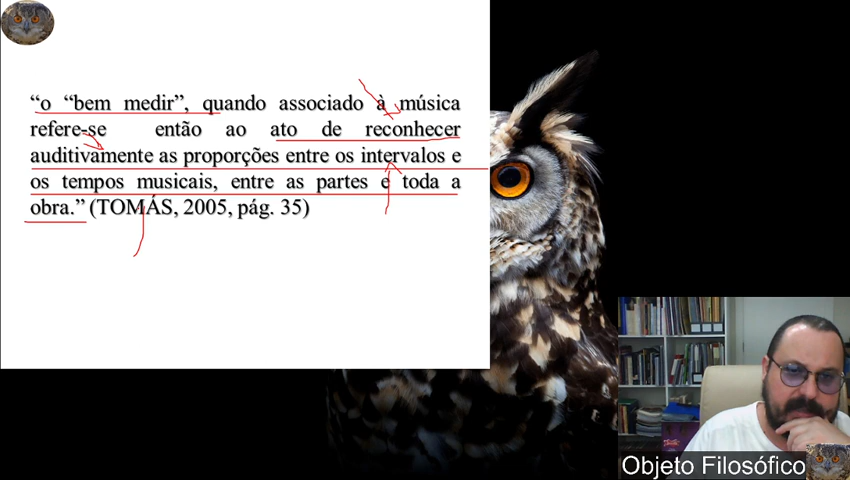 “o “bem medir”, quando associado à música
refere-se então ao ato de reconhecer
auditivamente as proporções entre os intervalos e
os tempos musicais, entre as partes e toda a
obra.” (TOMÁS, 2005, pág. 35)
Objeto Filosófico